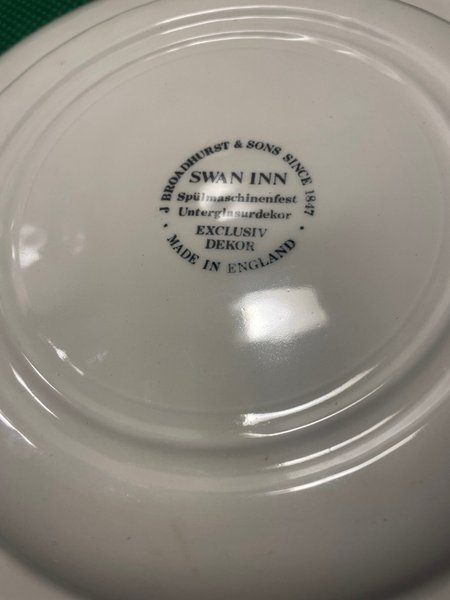 J BROADHURST & SONS SINCE 1847
SWAN INN
Spülmaschinenfest
Unterglasurdekor
EXCLUSIV
DEKOR
· MADE IN ENGLAND ·